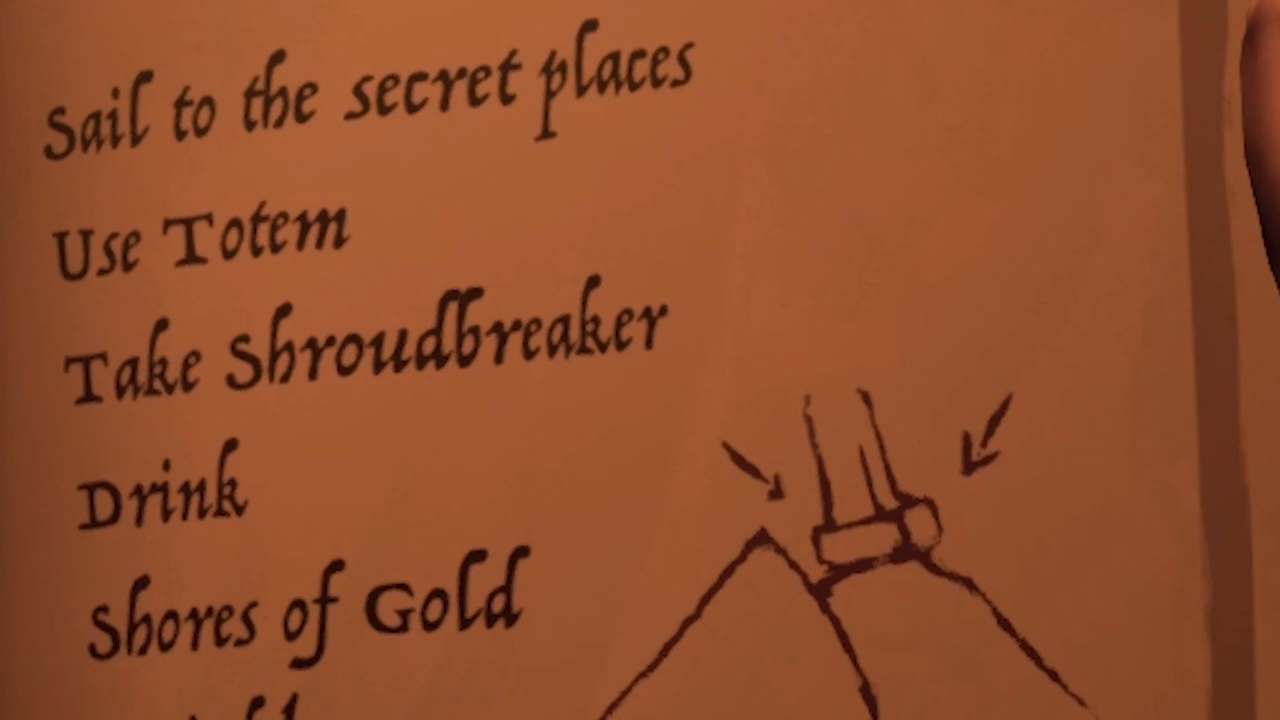 Sail to the secret places
Use Totem
Take Shroudbreaker
Drink
Shores of Gold